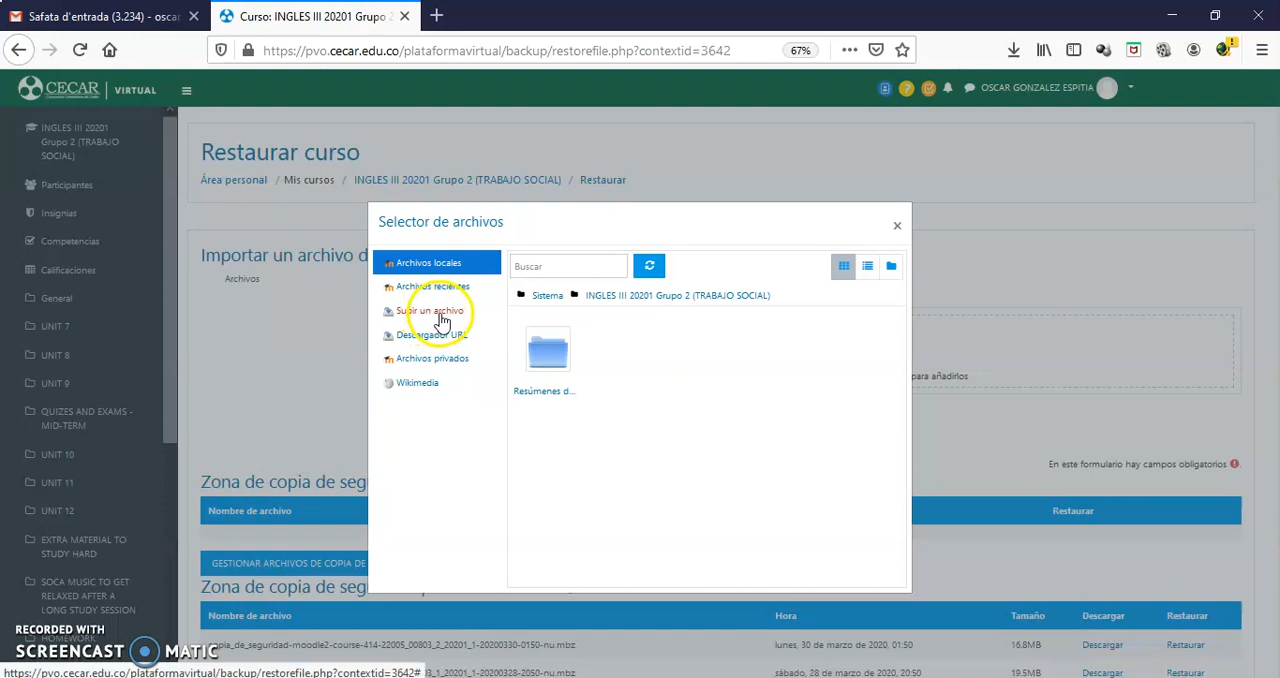 Safata d'entrada (3.234) - oscar
Curso: INGLES III 20201 Grupo 2
https://pvo.cecar.edu.co/plataformavirtual/backup/restorefile.php?contextid=3642
67%
CECAR
VIRTUAL
OSCAR GONZALEZ ESPITIA
INGLES III 20201
Grupo 2 (TRABAJO
SOCIAL)
Participantes
Insignias
Competencias
Calificaciones
General
UNIT 7
UNIT 8
UNIT 9
QUIZES AND EXAMS -
MID-TERM
UNIT 10
UNIT 11
UNIT 12
EXTRA MATERIAL TO
STUDY HARD
SOCA MUSIC TO GET
RELAXED AFTER A
LONG STUDY SESSION
HOMEWORK
Restaurar curso
Área personal / Mis cursos / INGLES III 20201 Grupo 2 (TRABAJO SOCIAL) / Restaurar
Importar un archivo d
Archivos
para añadirlos
En este formulario hay campos obligatorios
Selector de archivos
×
Archivos locales
Archivos recientes
Subir un archivo
Descargador URL
Archivos privados
Wikimedia
Buscar
Sistema INGLES III 20201 Grupo 2 (TRABAJO SOCIAL)
Resúmenes d...
Zona de copia de seg
Nombre de archivo Restaurar
GESTIONAR ARCHIVOS DE COPIA DE
Zona de copia de seg
Nombre de archivo Hora Tamaño Descargar Restaurar
copia_de_seguridad-moodle2-course-414-22005_00803_2_20201_1-20200330-0150-nu.mbz lunes, 30 de marzo de 2020, 01:50 16.8MB Descargar Restaurar
3_1_20201_1-20200328-2050-nu.mbz sábado, 28 de marzo de 2020, 20:50 19.5MB Descargar Restaurar
RECORDED WITH
SCREENCAST MATIC
https://pvo.cecar.edu.co/plataformavirtual/backup/restorefile.php?contextid=3642#